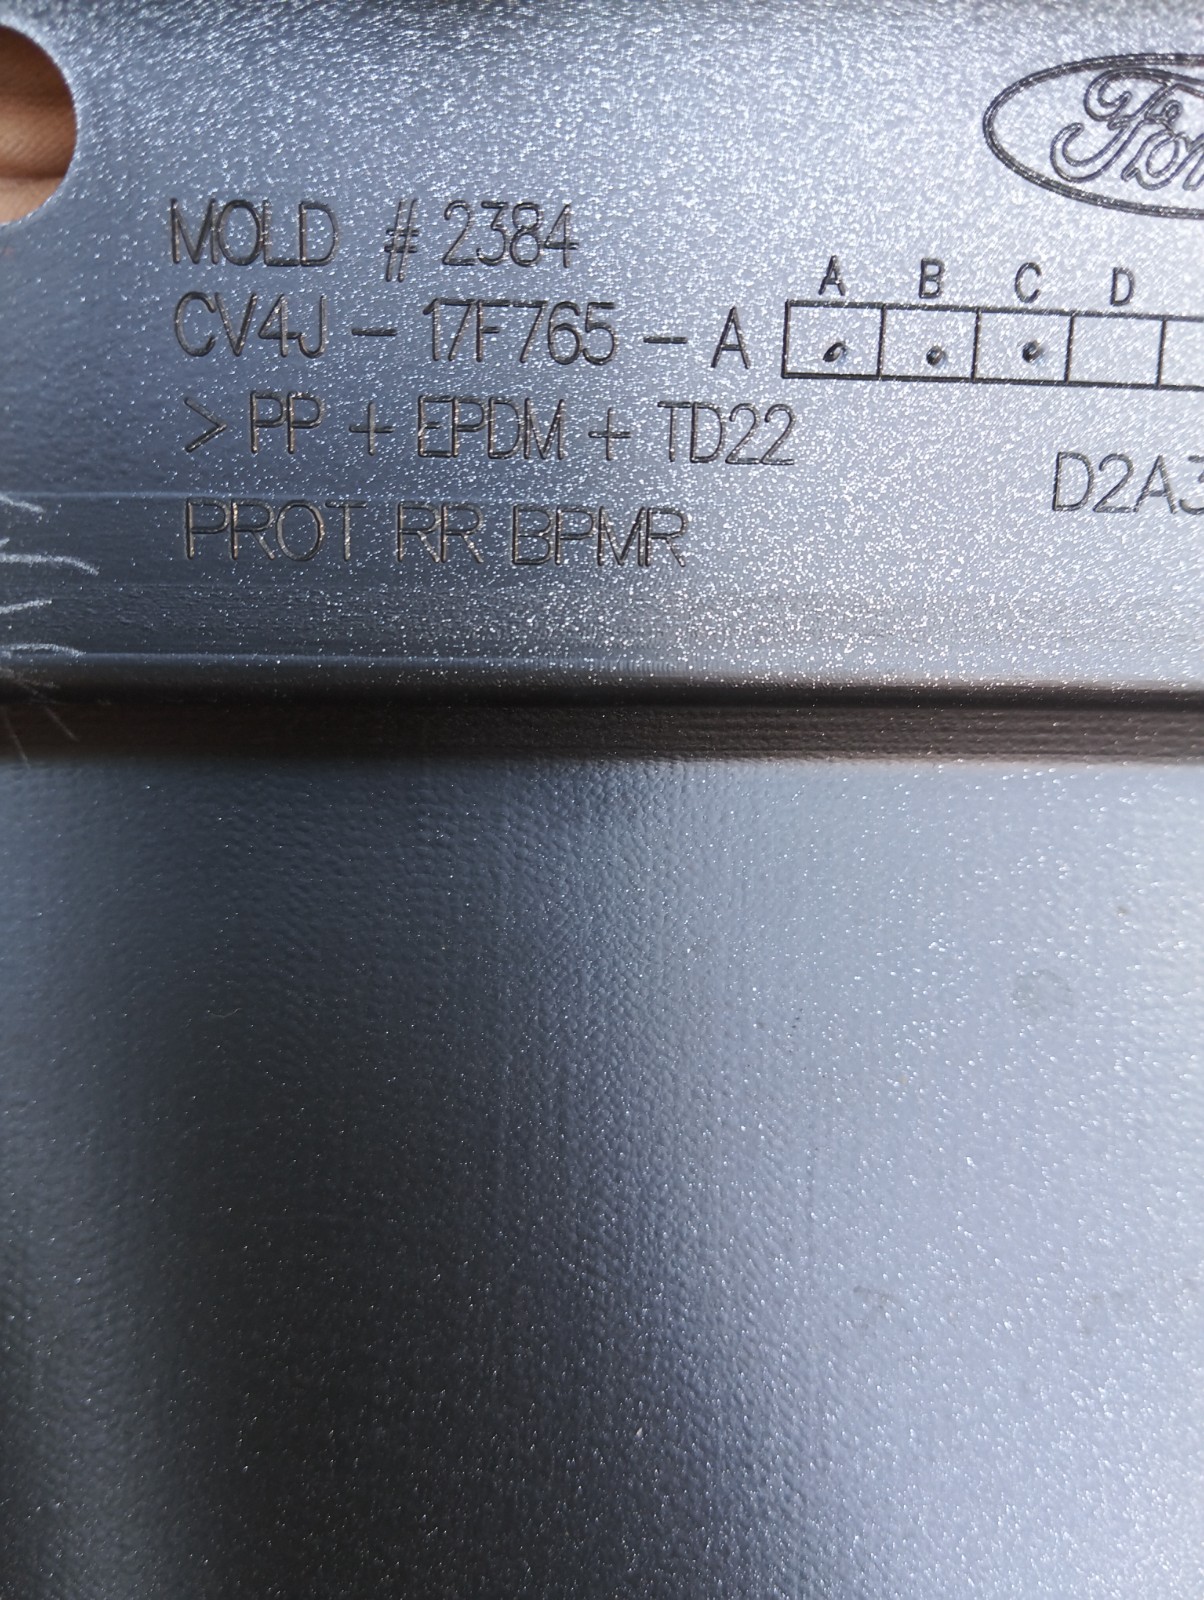 Ford
MOLD # 2384
A B C D
CV4J - 17F765 - A
>PP + EPDM + TD22
D2A3
PROT RR BPMR